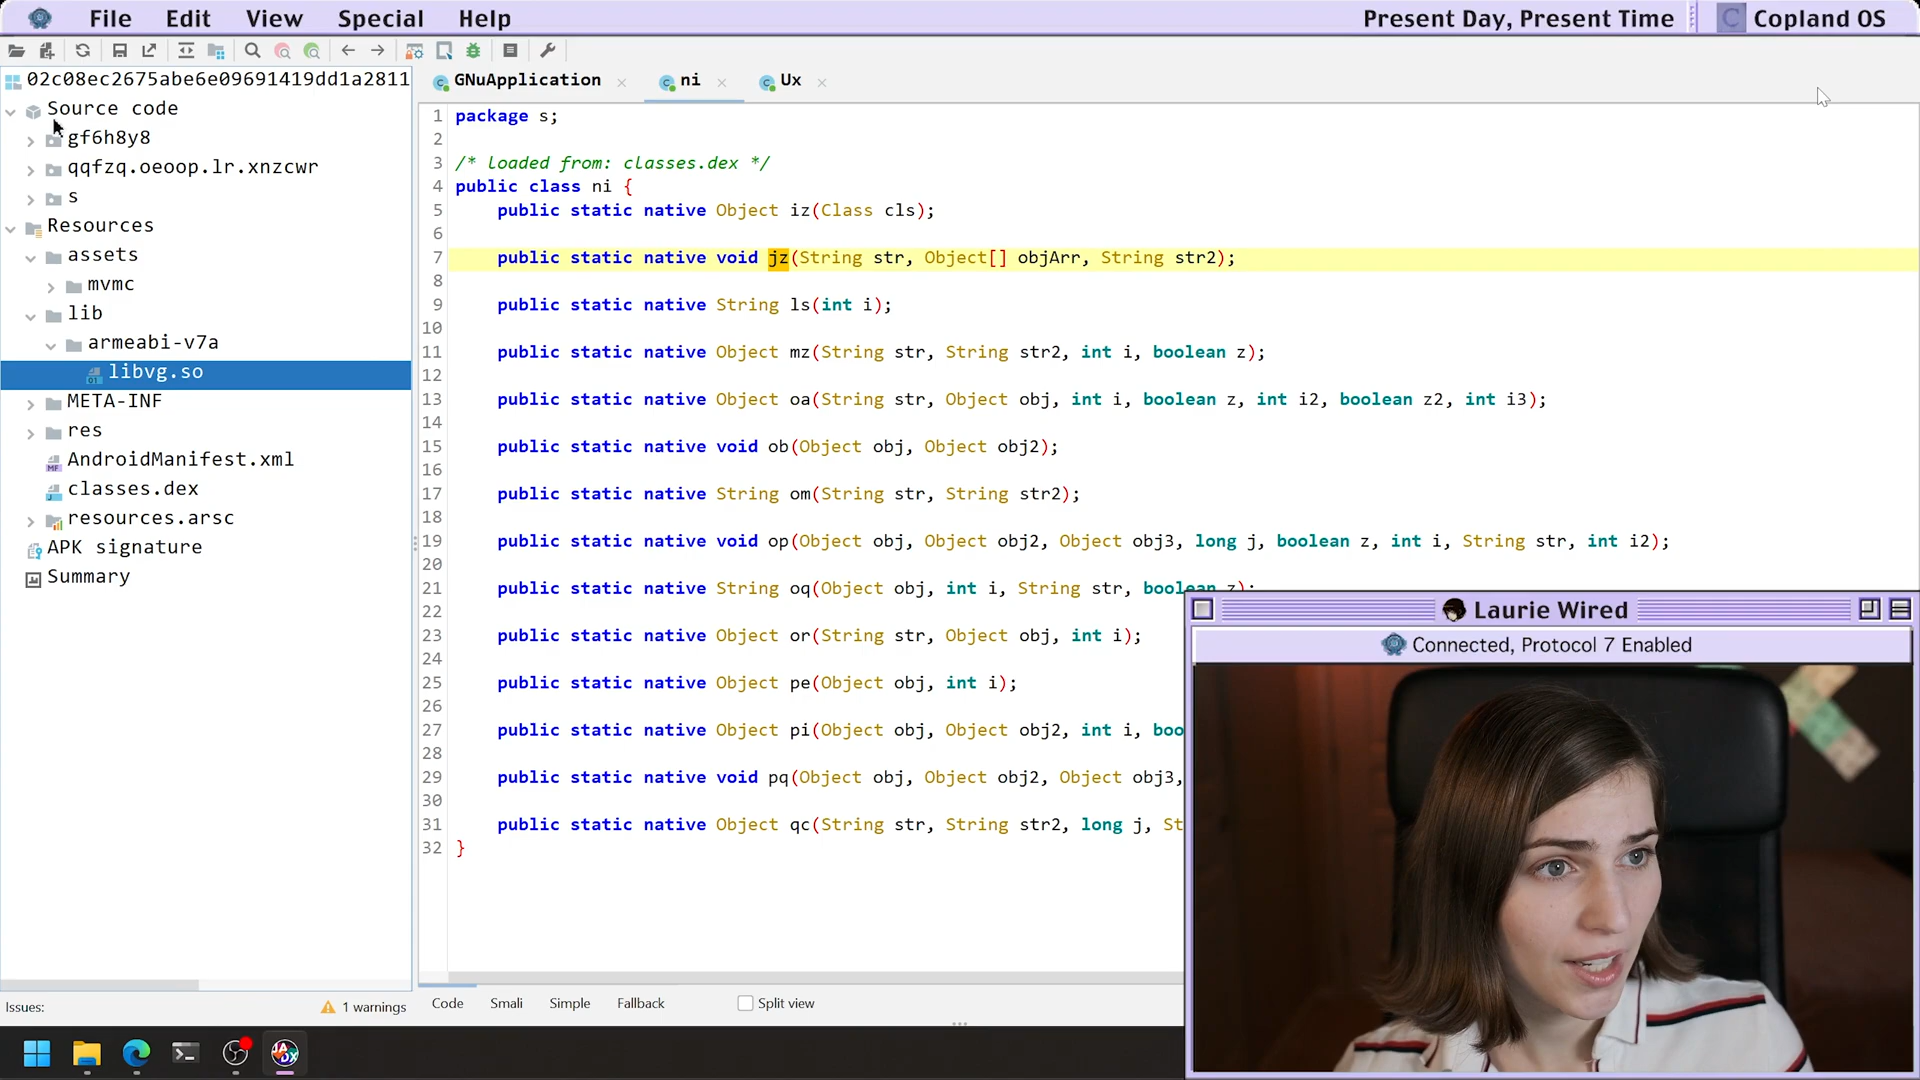 File Edit View Special Help
Present Day, Present Time
Copland OS
02c08ec2675abe6e09691419dd1a2811
Source code
gf6h8y8
qqfzq.oeoop.lr.xnzcwr
s
Resources
assets
mvmc
lib
armeabi-v7a
libvg.so
META-INF
res
AndroidManifest.xml
classes.dex
resources.arsc
APK signature
Summary
Issues: 1 warnings
GNuApplication ni Ux
1 package s;
2
3 /* loaded from: classes.dex */
4 public class ni {
5 public static native Object iz(Class cls);
6
7 public static native void jz(String str, Object[] objArr, String str2);
8
9 public static native String ls(int i);
10
11 public static native Object mz(String str, String str2, int i, boolean z);
12
13 public static native Object oa(String str, Object obj, int i, boolean z, int i2, boolean z2, int i3);
14
15 public static native void ob(Object obj, Object obj2);
16
17 public static native String om(String str, String str2);
18
19 public static native void op(Object obj, Object obj2, Object obj3, long j, boolean z, int i, String str, int i2);
20
21 public static native String oq(Object obj, int i, String str, boolean z);
22
23 public static native Object or(String str, Object obj, int i);
24
25 public static native Object pe(Object obj, int i);
26
27 public static native Object pi(Object obj, Object obj2, int i, boo
28
29 public static native void pq(Object obj, Object obj2, Object obj3,
30
31 public static native Object qc(String str, String str2, long j, St
32 }
Code Smali Simple Fallback Split view
Laurie Wired
Connected, Protocol 7 Enabled